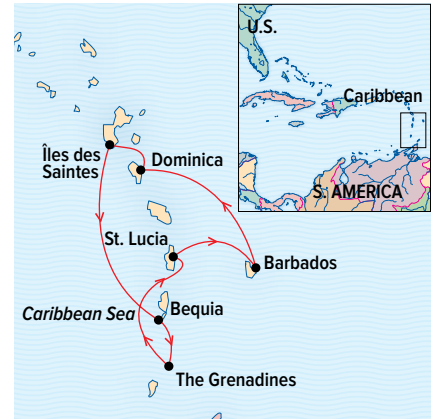 U.S.
Caribbean
S. AMERICA
Îles des
Saintes
Dominica
St. Lucia
Barbados
Caribbean Sea
Bequia
The Grenadines